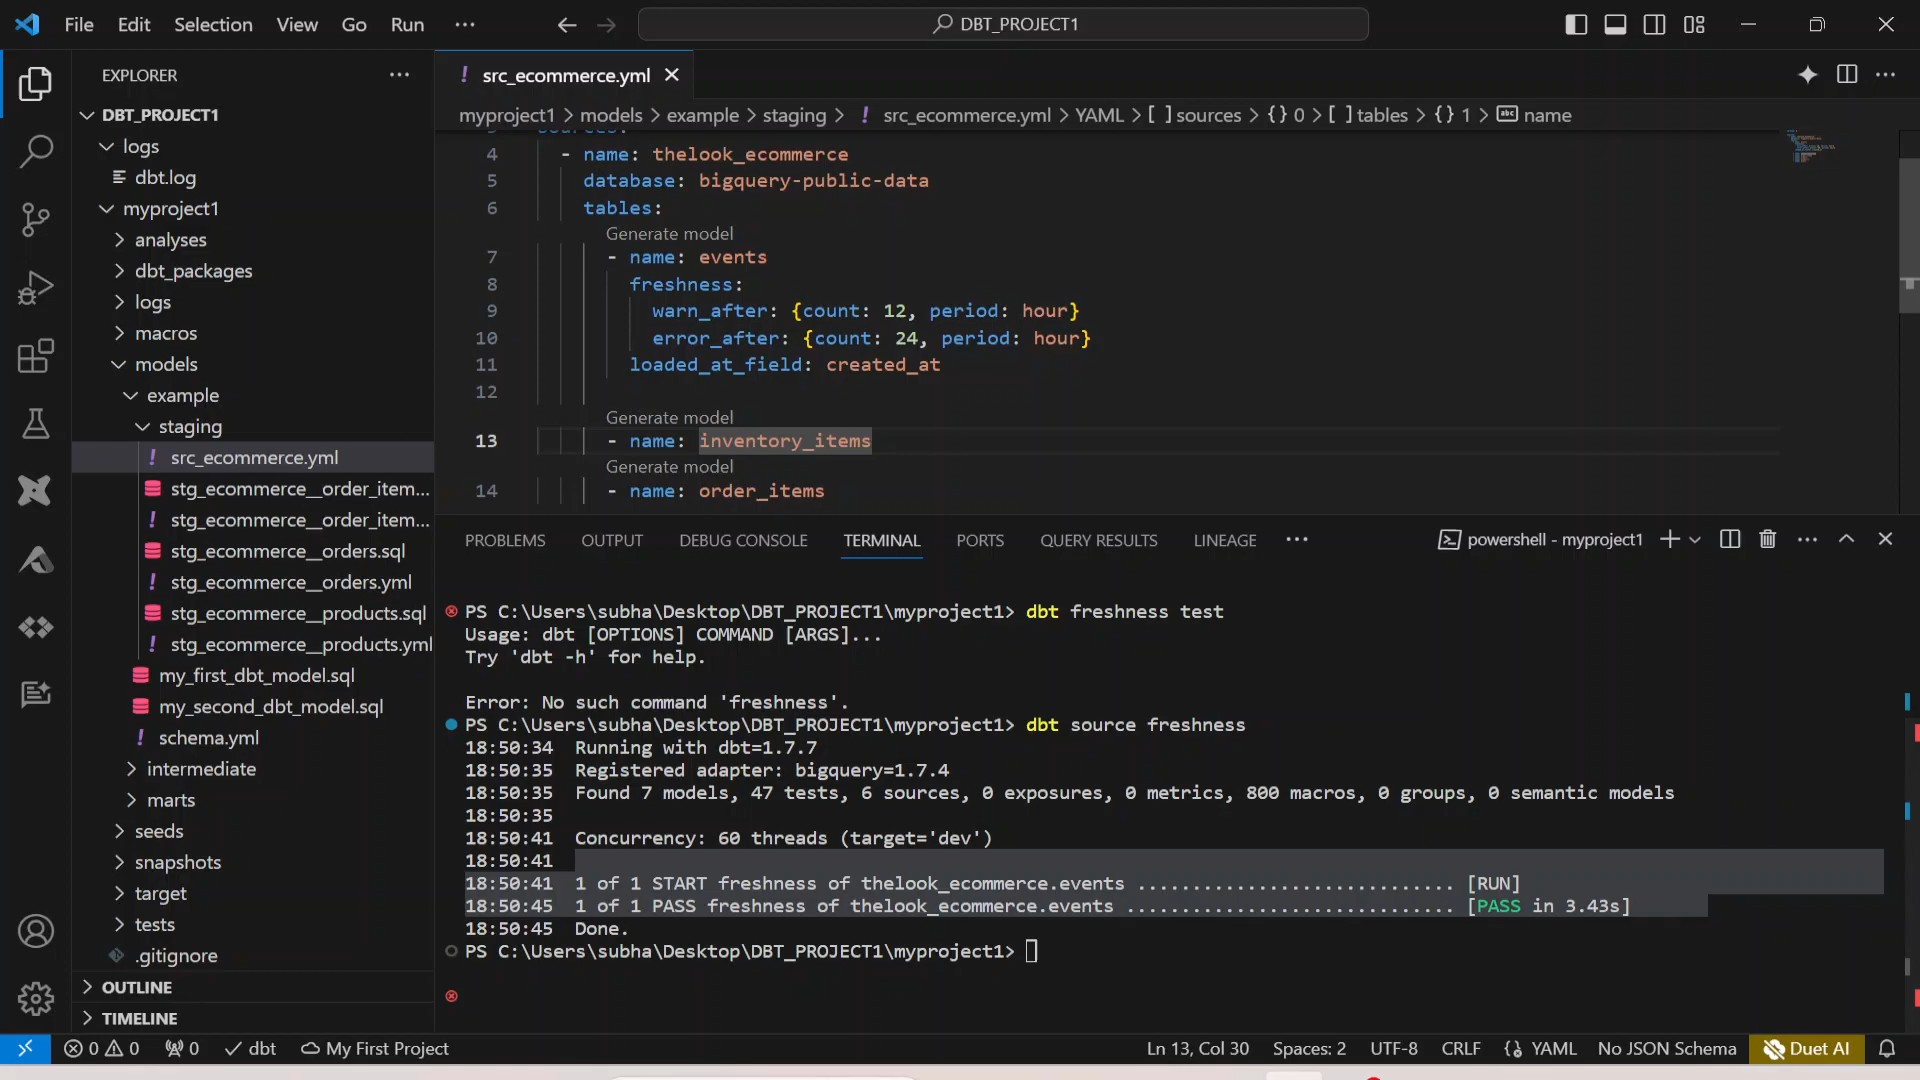 File Edit Selection View Go Run ...
DBT_PROJECT1
EXPLORER
DBT_PROJECT1
logs
dbt.log
myproject1
analyses
dbt_packages
logs
macros
models
example
staging
src_ecommerce.yml
stg_ecommerce__order_item...
stg_ecommerce__order_item...
stg_ecommerce__orders.sql
stg_ecommerce__orders.yml
stg_ecommerce__products.sql
stg_ecommerce__products.yml
my_first_dbt_model.sql
my_second_dbt_model.sql
schema.yml
intermediate
marts
seeds
snapshots
target
tests
.gitignore
OUTLINE
TIMELINE
! src_ecommerce.yml
myproject1 > models > example > staging > ! src_ecommerce.yml > YAML > [ ] sources > {} 0 > [ ] tables > {} 1 > abc name
sources:
4 - name: thelook_ecommerce
5 database: bigquery-public-data
6 tables:
Generate model
7 - name: events
8 freshness:
9 warn_after: {count: 12, period: hour}
10 error_after: {count: 24, period: hour}
11 loaded_at_field: created_at
12
Generate model
13 - name: inventory_items
Generate model
14 - name: order_items
PROBLEMS OUTPUT DEBUG CONSOLE TERMINAL PORTS QUERY RESULTS LINEAGE ... powershell - myproject1
PS C:\Users\subha\Desktop\DBT_PROJECT1\myproject1> dbt freshness test
Usage: dbt [OPTIONS] COMMAND [ARGS]...
Try 'dbt -h' for help.
Error: No such command 'freshness'.
PS C:\Users\subha\Desktop\DBT_PROJECT1\myproject1> dbt source freshness
18:50:34 Running with dbt=1.7.7
18:50:35 Registered adapter: bigquery=1.7.4
18:50:35 Found 7 models, 47 tests, 6 sources, 0 exposures, 0 metrics, 800 macros, 0 groups, 0 semantic models
18:50:35
18:50:41 Concurrency: 60 threads (target='dev')
18:50:41
18:50:41 1 of 1 START freshness of thelook_ecommerce.events ............................. [RUN]
18:50:45 1 of 1 PASS freshness of thelook_ecommerce.events .............................. [PASS in 3.43s]
18:50:45 Done.
PS C:\Users\subha\Desktop\DBT_PROJECT1\myproject1>
0 0 0 dbt My First Project Ln 13, Col 30 Spaces: 2 UTF-8 CRLF YAML No JSON Schema Duet AI